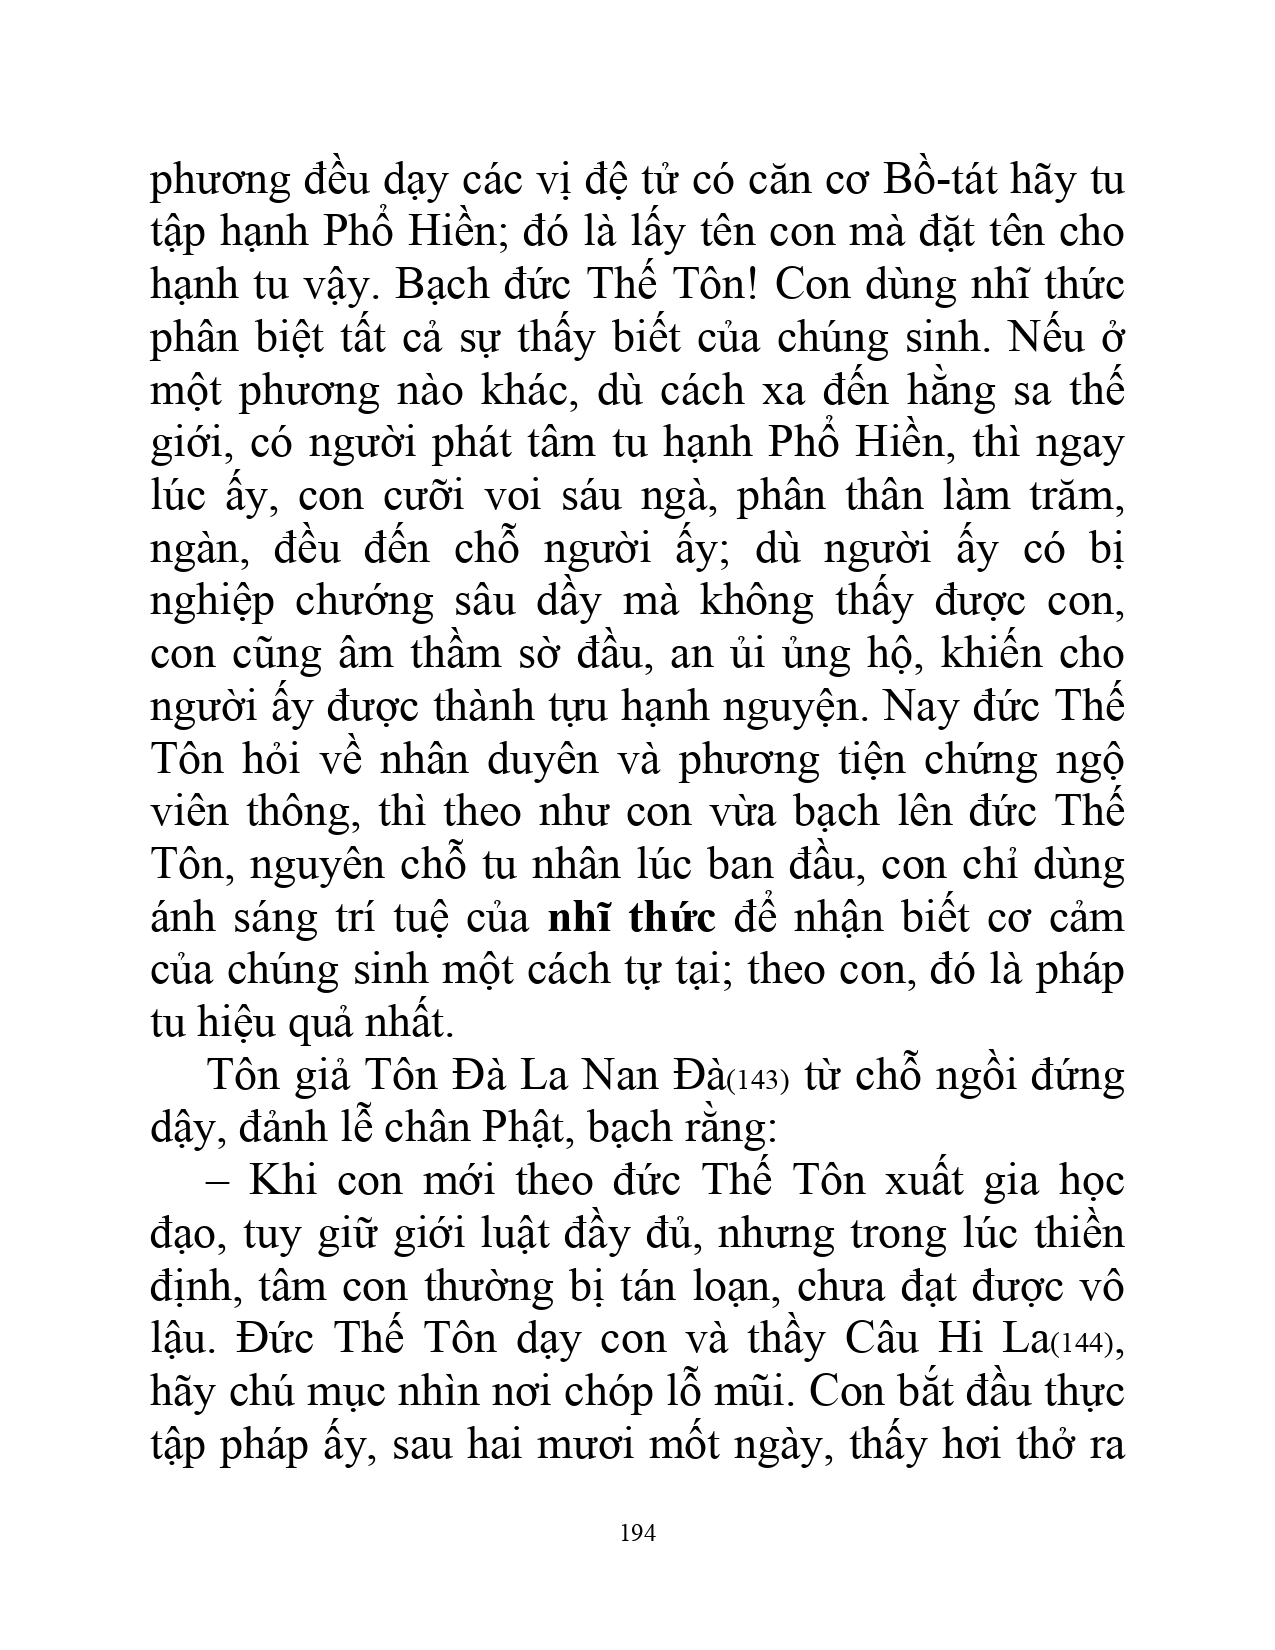 phương đều dạy các vị đệ tử có căn cơ Bồ-tát hãy tu
tập hạnh Phổ Hiền; đó là lấy tên con mà đặt tên cho
hạnh tu vậy. Bạch đức Thế Tôn! Con dùng nhĩ thức
phân biệt tất cả sự thấy biết của chúng sinh. Nếu ở
một phương nào khác, dù cách xa đến hằng sa thế
giới, có người phát tâm tu hạnh Phổ Hiền, thì ngay
lúc ấy, con cưỡi voi sáu ngà, phân thân làm trăm,
ngàn, đều đến chỗ người ấy; dù người ấy có bị
nghiệp chướng sâu dầy mà không thấy được con,
con cũng âm thầm sờ đầu, an ủi ủng hộ, khiến cho
người ấy được thành tựu hạnh nguyện. Nay đức Thế
Tôn hỏi về nhân duyên và phương tiện chứng ngộ
viên thông, thì theo như con vừa bạch lên đức Thế
Tôn, nguyên chỗ tu nhân lúc ban đầu, con chỉ dùng
ánh sáng trí tuệ của nhĩ thức để nhận biết cơ cảm
của chúng sinh một cách tự tại; theo con, đó là pháp
tu hiệu quả nhất.
Tôn giả Tôn Đà La Nan Đà(143) từ chỗ ngồi đứng
dậy, đảnh lễ chân Phật, bạch rằng:
– Khi con mới theo đức Thế Tôn xuất gia học
đạo, tuy giữ giới luật đầy đủ, nhưng trong lúc thiền
định, tâm con thường bị tán loạn, chưa đạt được vô
lậu. Đức Thế Tôn dạy con và thầy Câu Hi La(144),
hãy chú mục nhìn nơi chóp lỗ mũi. Con bắt đầu thực
tập pháp ấy, sau hai mươi mốt ngày, thấy hơi thở ra
194